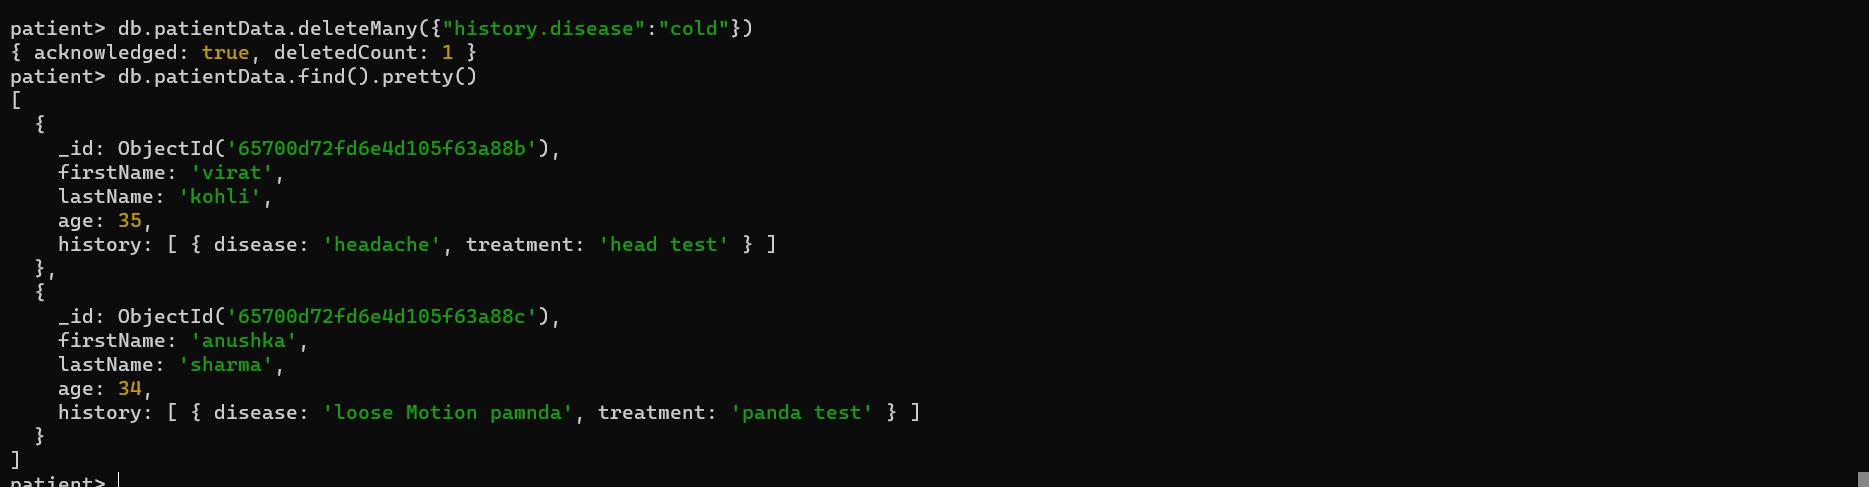 patient> db.patientData.deleteMany({"history.disease":"cold"})
{ acknowledged: true, deletedCount: 1 }
patient> db.patientData.find().pretty()
[
  {
    _id: ObjectId('65700d72fd6e4d105f63a88b'),
    firstName: 'virat',
    lastName: 'kohli',
    age: 35,
    history: [ { disease: 'headache', treatment: 'head test' } ]
  },
  {
    _id: ObjectId('65700d72fd6e4d105f63a88c'),
    firstName: 'anushka',
    lastName: 'sharma',
    age: 34,
    history: [ { disease: 'loose Motion pamnda', treatment: 'panda test' } ]
  }
]
patient>